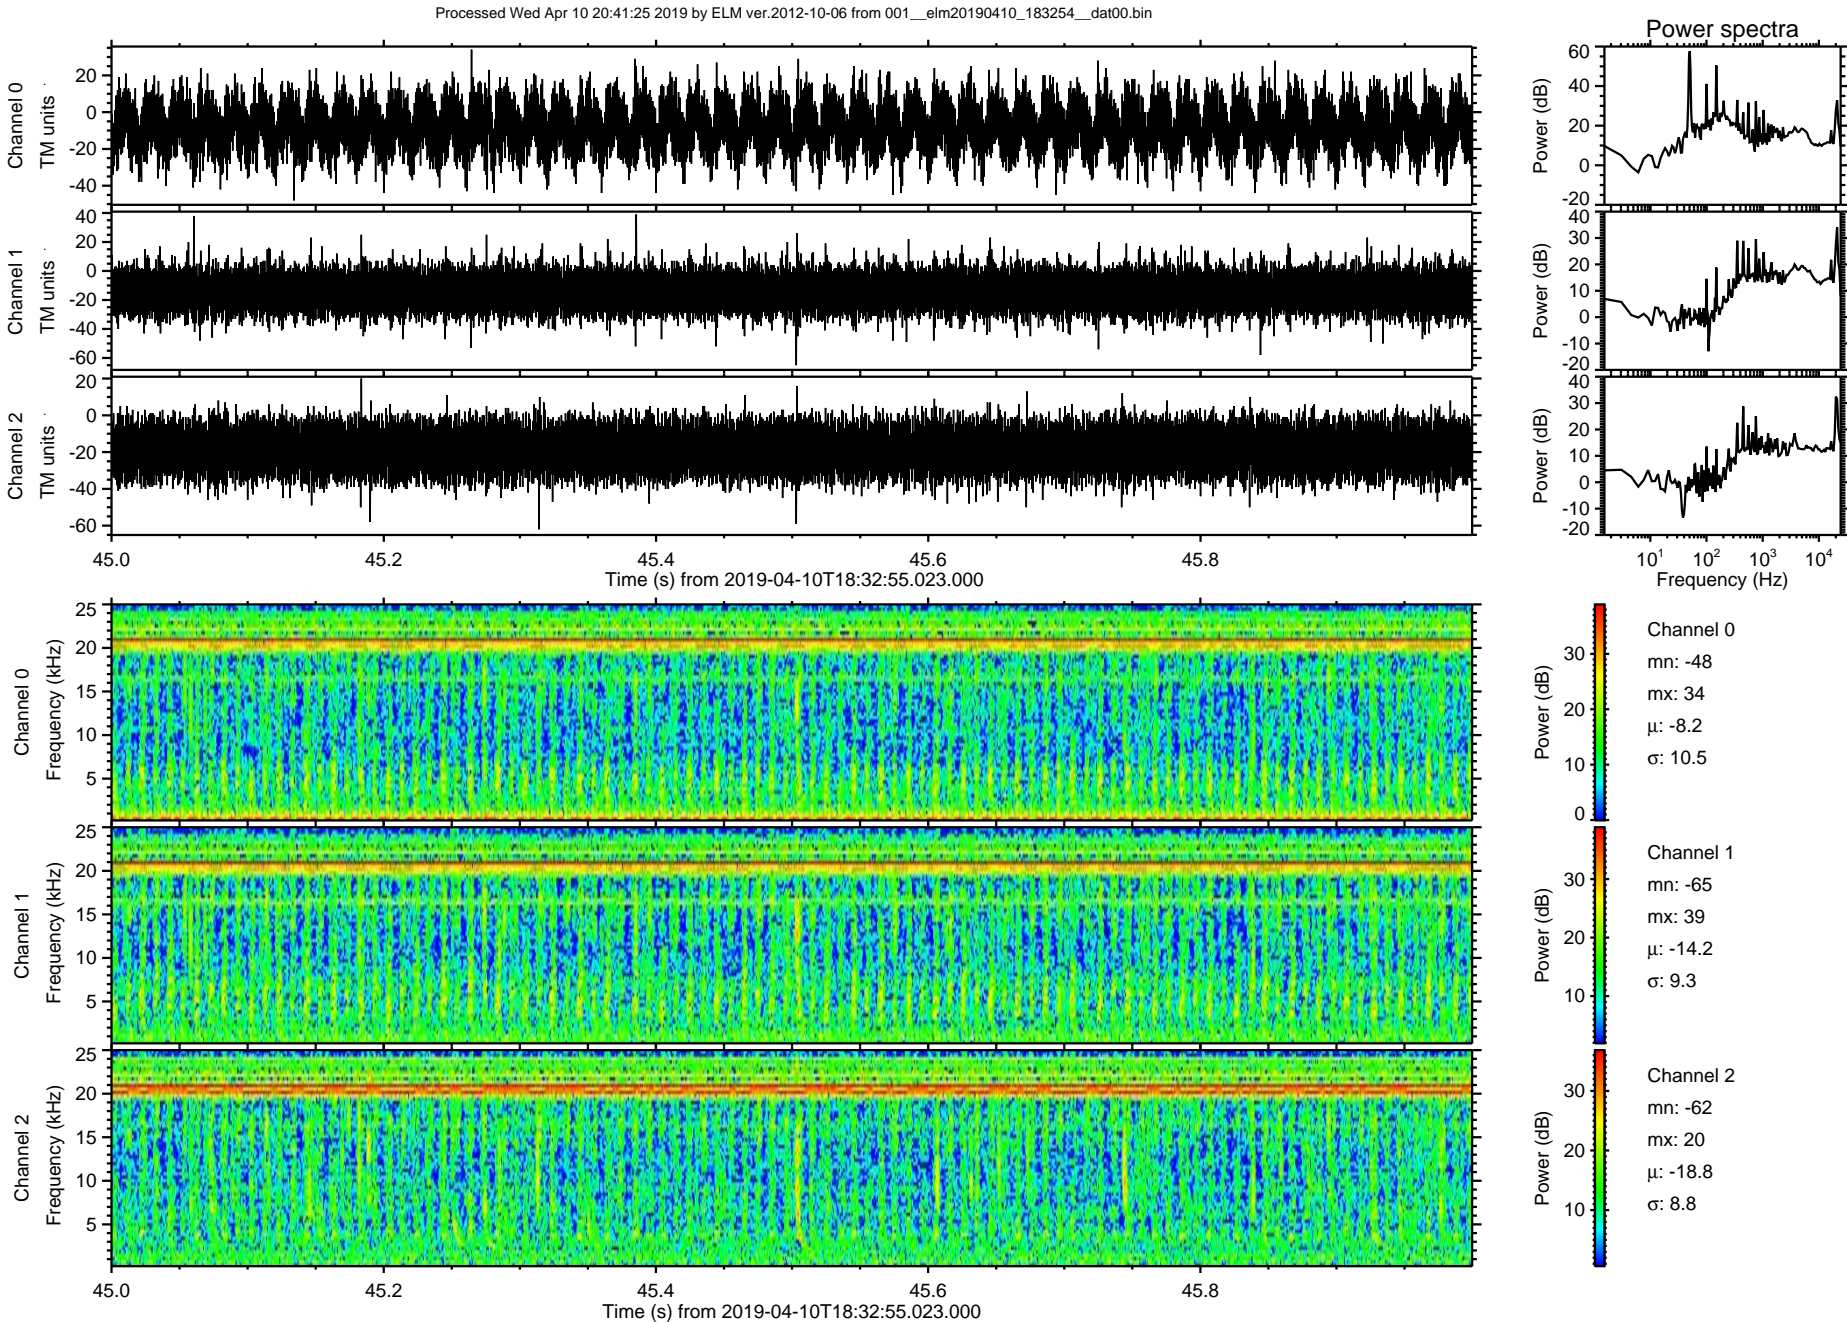 Processed Wed Apr 10 20:41:25 2019 by ELM ver.2012-10-06 from 001__elm20190410_183254__dat00.bin
Power spectra
Channel 0
TM units
20
0
-20
-40
Power (dB)
60
40
20
0
-20
Channel 1
TM units
40
20
0
-20
-40
-60
Power (dB)
40
30
20
10
0
-10
-20
Channel 2
TM units
20
0
-20
-40
-60
Power (dB)
40
30
20
10
0
-10
-20
45.0 45.2 45.4 45.6 45.8
Time (s) from 2019-04-10T18:32:55.023.000
10^1 10^2 10^3 10^4
Frequency (Hz)
Channel 0
Frequency (kHz)
25
20
15
10
5
Power (dB)
30
20
10
0
Channel 0
mn: -48
mx: 34
µ: -8.2
σ: 10.5
Channel 1
Frequency (kHz)
25
20
15
10
5
Power (dB)
30
20
10
Channel 1
mn: -65
mx: 39
µ: -14.2
σ: 9.3
Channel 2
Frequency (kHz)
25
20
15
10
5
Power (dB)
30
20
10
Channel 2
mn: -62
mx: 20
µ: -18.8
σ: 8.8
45.0 45.2 45.4 45.6 45.8
Time (s) from 2019-04-10T18:32:55.023.000